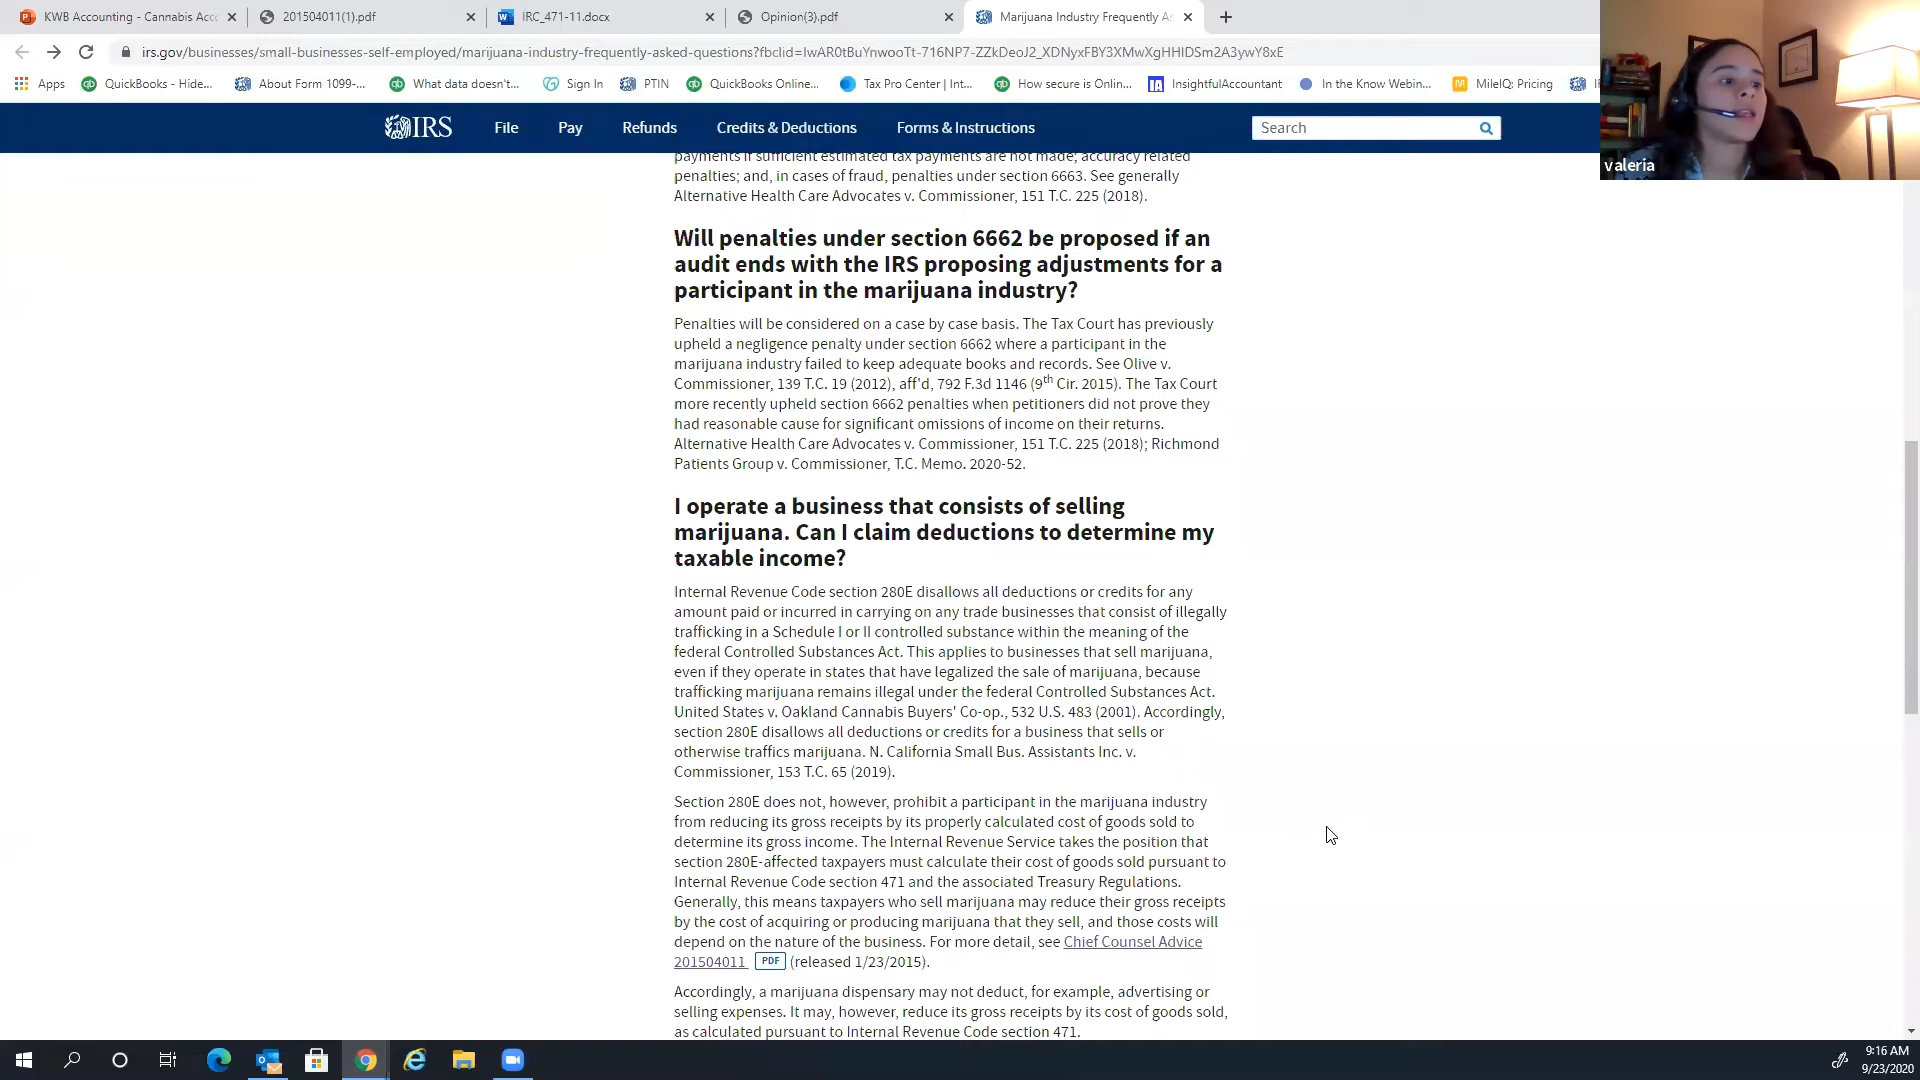 KWB Accounting - Cannabis Acc
201504011(1).pdf
IRC_471-11.docx
Opinion(3).pdf
Marijuana Industry Frequently As
irs.gov/businesses/small-businesses-self-employed/marijuana-industry-frequently-asked-questions?fbclid=IwAR0tBuYnwooTt-716NP7-ZZkDeoJ2_XDNyxFBY3XMwXgHHIDSm2A3ywY8xE
Apps
QuickBooks - Hide...
About Form 1099-...
What data doesn't...
Sign In
PTIN
QuickBooks Online...
Tax Pro Center | Int...
How secure is Onlin...
InsightfulAccountant
In the Know Webin...
MileIQ: Pricing
valeria
IRS
File
Pay
Refunds
Credits & Deductions
Forms & Instructions
Search
payments if sufficient estimated tax payments are not made; accuracy related
penalties; and, in cases of fraud, penalties under section 6663. See generally
Alternative Health Care Advocates v. Commissioner, 151 T.C. 225 (2018).
Will penalties under section 6662 be proposed if an
audit ends with the IRS proposing adjustments for a
participant in the marijuana industry?
Penalties will be considered on a case by case basis. The Tax Court has previously
upheld a negligence penalty under section 6662 where a participant in the
marijuana industry failed to keep adequate books and records. See Olive v.
Commissioner, 139 T.C. 19 (2012), aff'd, 792 F.3d 1146 (9th Cir. 2015). The Tax Court
more recently upheld section 6662 penalties when petitioners did not prove they
had reasonable cause for significant omissions of income on their returns.
Alternative Health Care Advocates v. Commissioner, 151 T.C. 225 (2018); Richmond
Patients Group v. Commissioner, T.C. Memo. 2020-52.
I operate a business that consists of selling
marijuana. Can I claim deductions to determine my
taxable income?
Internal Revenue Code section 280E disallows all deductions or credits for any
amount paid or incurred in carrying on any trade businesses that consist of illegally
trafficking in a Schedule I or II controlled substance within the meaning of the
federal Controlled Substances Act. This applies to businesses that sell marijuana,
even if they operate in states that have legalized the sale of marijuana, because
trafficking marijuana remains illegal under the federal Controlled Substances Act.
United States v. Oakland Cannabis Buyers' Co-op., 532 U.S. 483 (2001). Accordingly,
section 280E disallows all deductions or credits for a business that sells or
otherwise traffics marijuana. N. California Small Bus. Assistants Inc. v.
Commissioner, 153 T.C. 65 (2019).
Section 280E does not, however, prohibit a participant in the marijuana industry
from reducing its gross receipts by its properly calculated cost of goods sold to
determine its gross income. The Internal Revenue Service takes the position that
section 280E-affected taxpayers must calculate their cost of goods sold pursuant to
Internal Revenue Code section 471 and the associated Treasury Regulations.
Generally, this means taxpayers who sell marijuana may reduce their gross receipts
by the cost of acquiring or producing marijuana that they sell, and those costs will
depend on the nature of the business. For more detail, see Chief Counsel Advice
201504011 PDF (released 1/23/2015).
Accordingly, a marijuana dispensary may not deduct, for example, advertising or
selling expenses. It may, however, reduce its gross receipts by its cost of goods sold,
as calculated pursuant to Internal Revenue Code section 471.
9:16 AM
9/23/2020